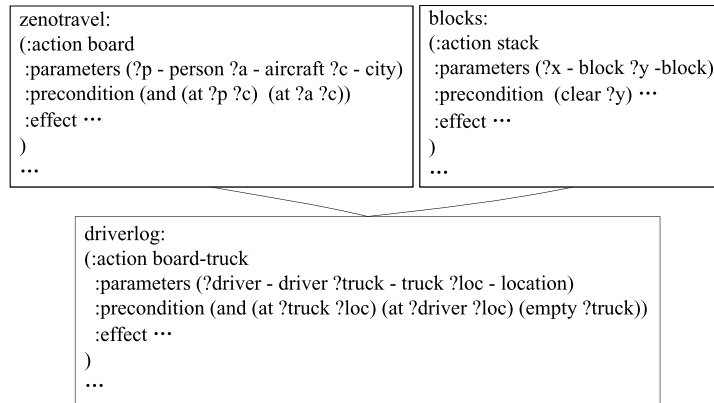 zenotravel:
(:action board
:parameters (?p - person ?a - aircraft ?c - city)
:precondition (and (at ?p ?c) (at ?a ?c))
:effect ⋯
)
⋯
blocks:
(:action stack
:parameters (?x - block ?y -block)
:precondition (clear ?y) ⋯
:effect ⋯
)
⋯
driverlog:
(:action board-truck
:parameters (?driver - driver ?truck - truck ?loc - location)
:precondition (and (at ?truck ?loc) (at ?driver ?loc) (empty ?truck))
:effect ⋯
)
⋯